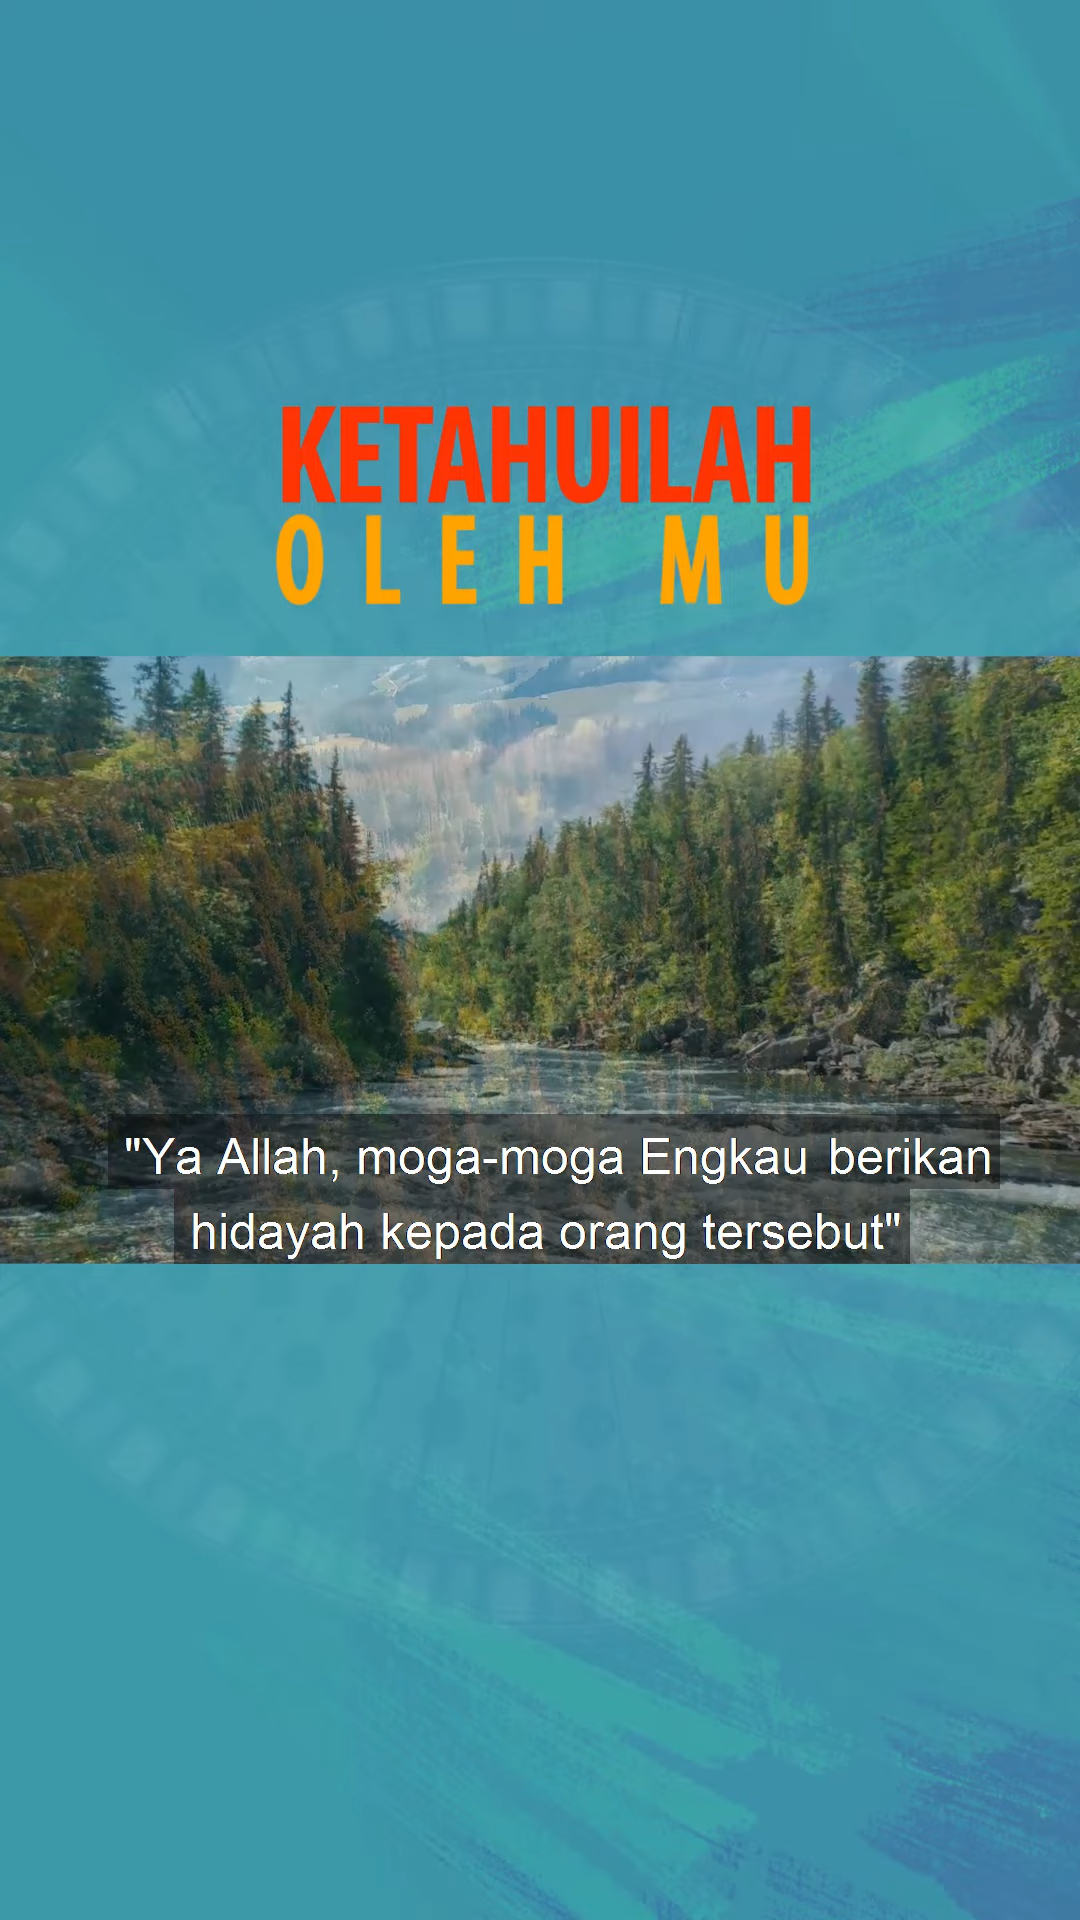 KETAHUILAH
OLEH MU
"Ya Allah, moga-moga Engkau berikan
hidayah kepada orang tersebut"